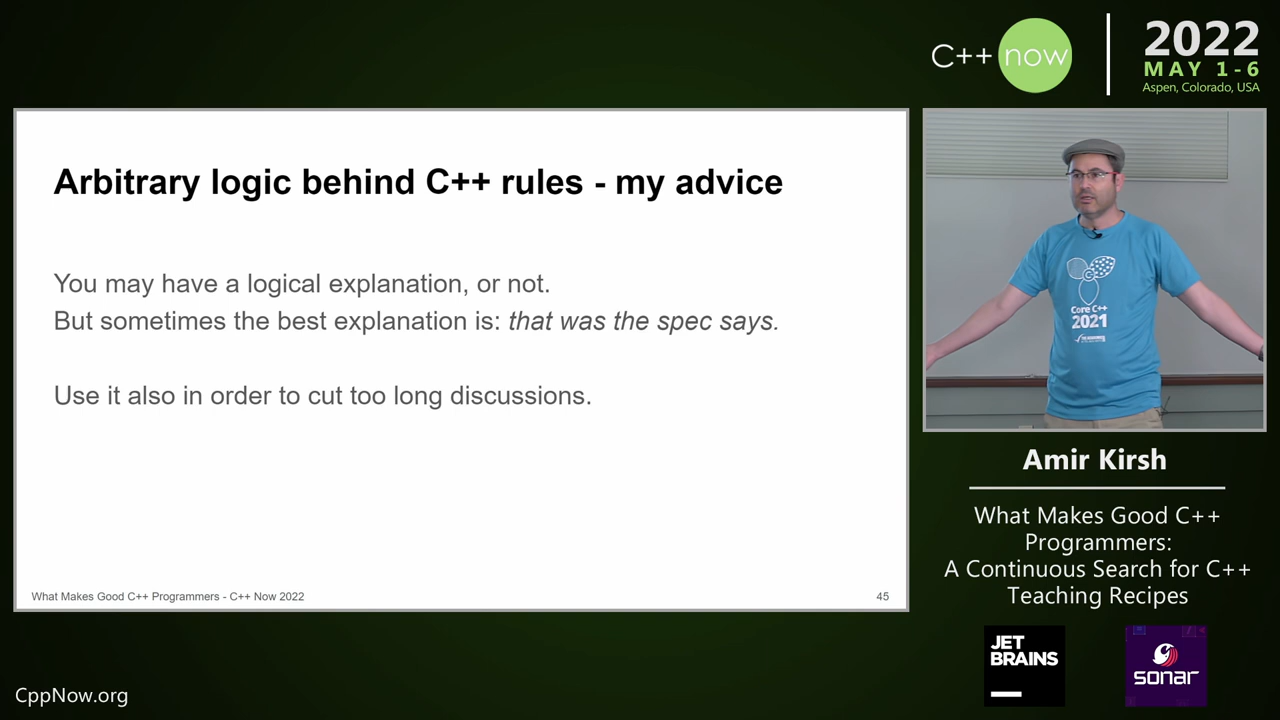 C++ now
2022
MAY 1-6
Aspen, Colorado, USA
Arbitrary logic behind C++ rules - my advice
You may have a logical explanation, or not.
But sometimes the best explanation is: that was the spec says.
Use it also in order to cut too long discussions.
What Makes Good C++ Programmers - C++ Now 2022
45
Core C++
2021
Amir Kirsh
What Makes Good C++
Programmers:
A Continuous Search for C++
Teaching Recipes
JET
BRAINS
sonar
CppNow.org